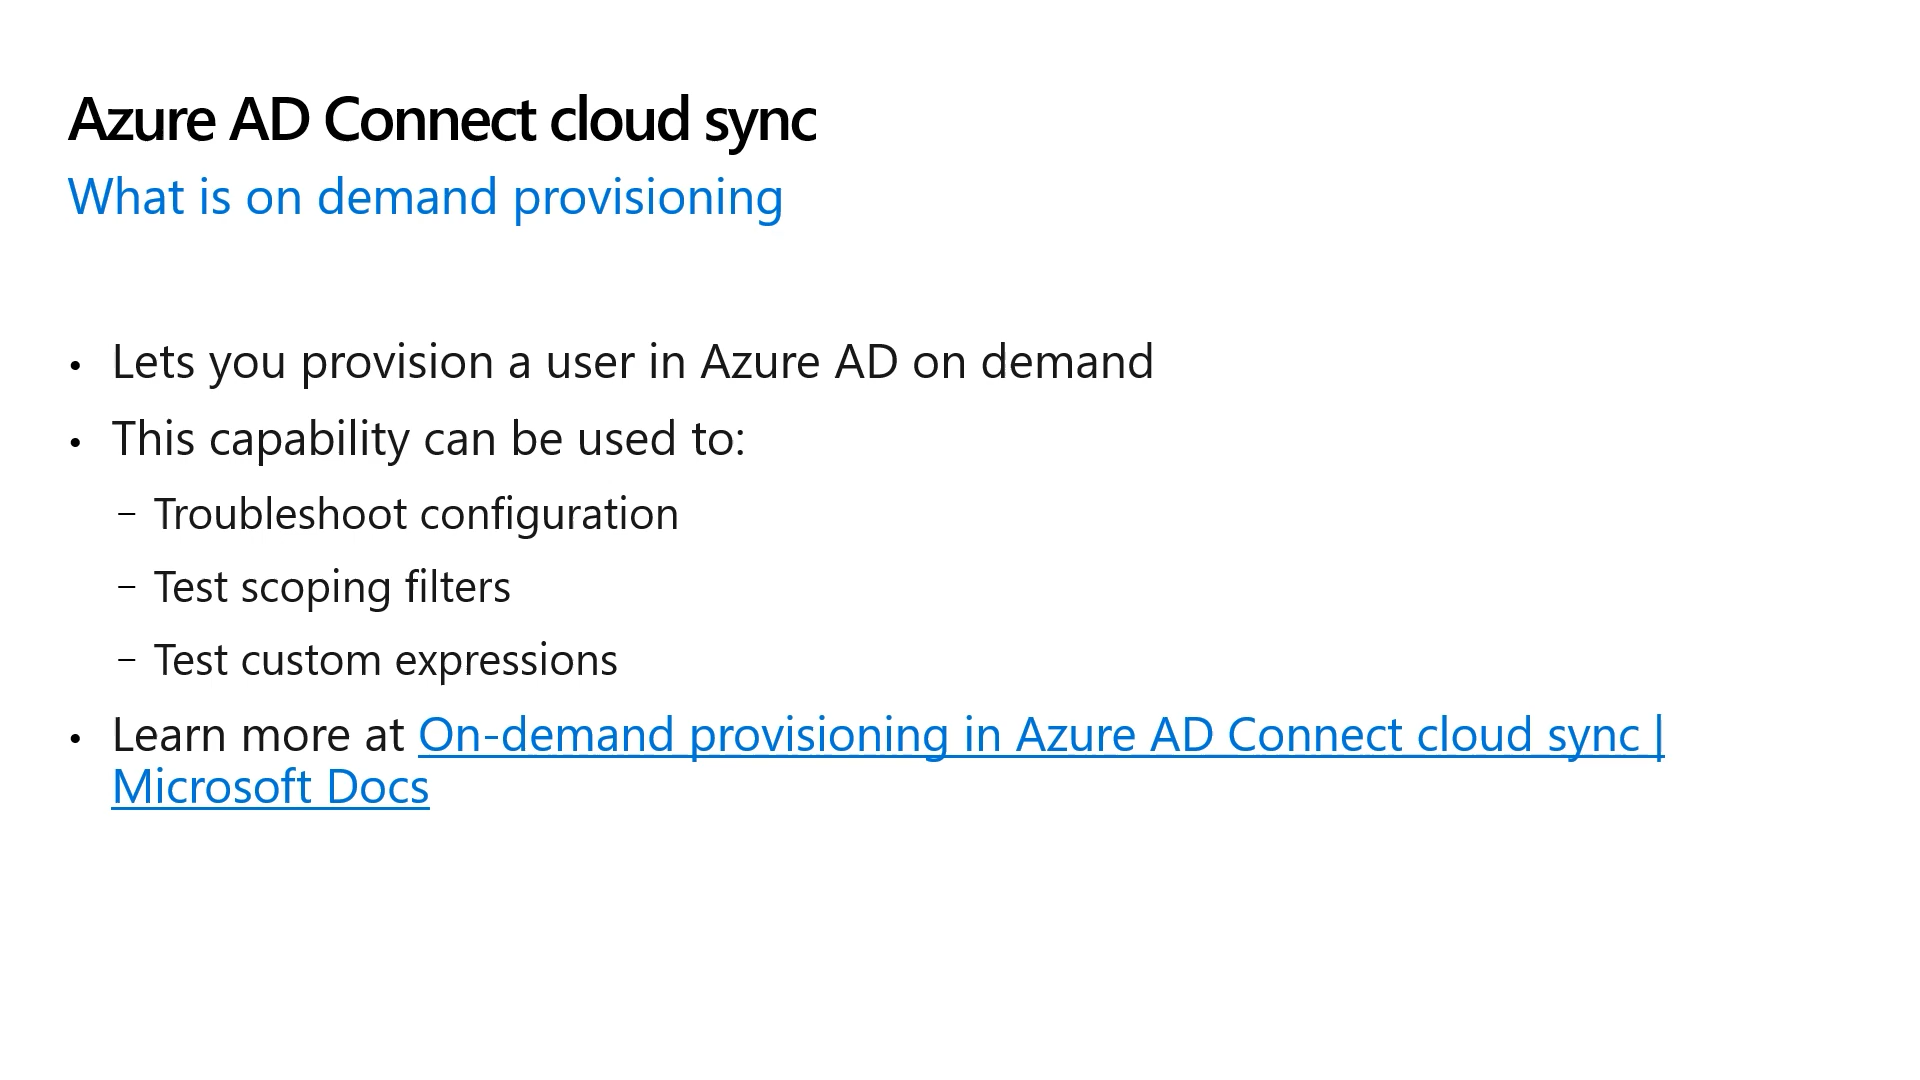 Azure AD Connect cloud sync
What is on demand provisioning
• Lets you provision a user in Azure AD on demand
• This capability can be used to:
– Troubleshoot configuration
– Test scoping filters
– Test custom expressions
• Learn more at On-demand provisioning in Azure AD Connect cloud sync |
Microsoft Docs